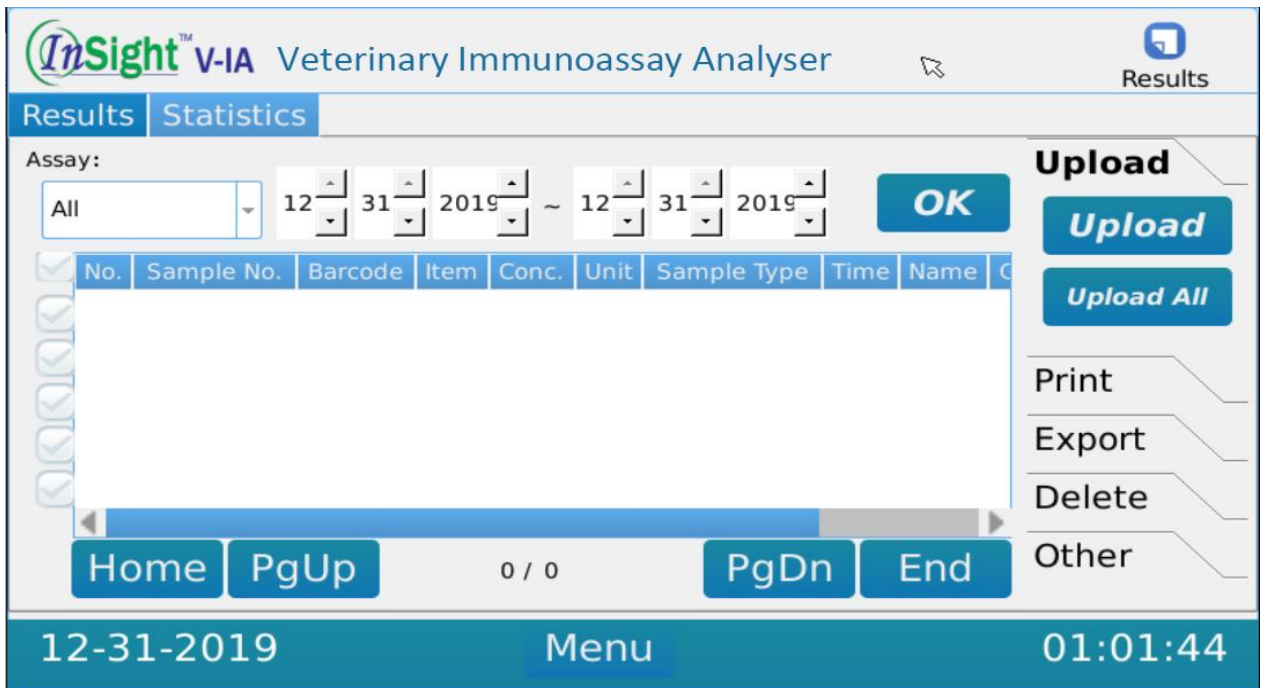 InSight™ V-IA Veterinary Immunoassay Analyser
Results
Results Statistics
Assay:
All 12 31 2019 ~ 12 31 2019 OK
No. Sample No. Barcode Item Conc. Unit Sample Type Time Name
Upload
Upload
Upload All
Print
Export
Delete
Other
Home PgUp 0 / 0 PgDn End
12-31-2019 Menu 01:01:44